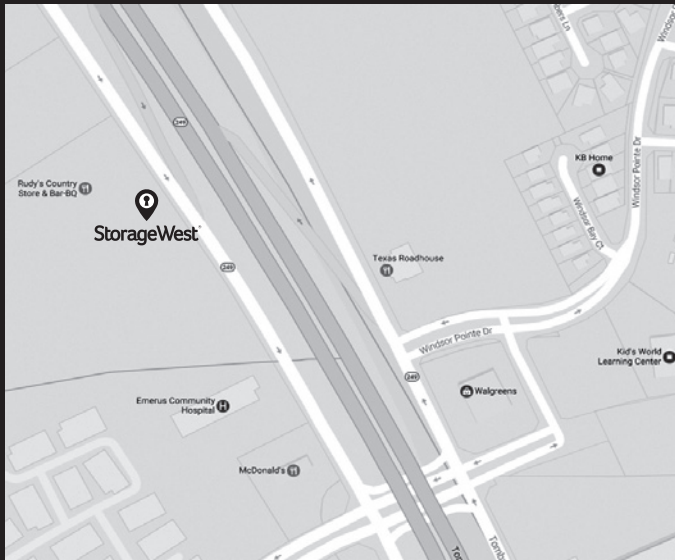 Windsor
249
KB Home
Rudy's Country
Store & Bar-BQ
Windsor Pointe Dr
StorageWest
Windsor Bay Ct
Texas Roadhouse
249
Windsor Pointe Dr
Kid's World
Learning Center
249
Walgreens
Emerus Community
Hospital
H
McDonald's